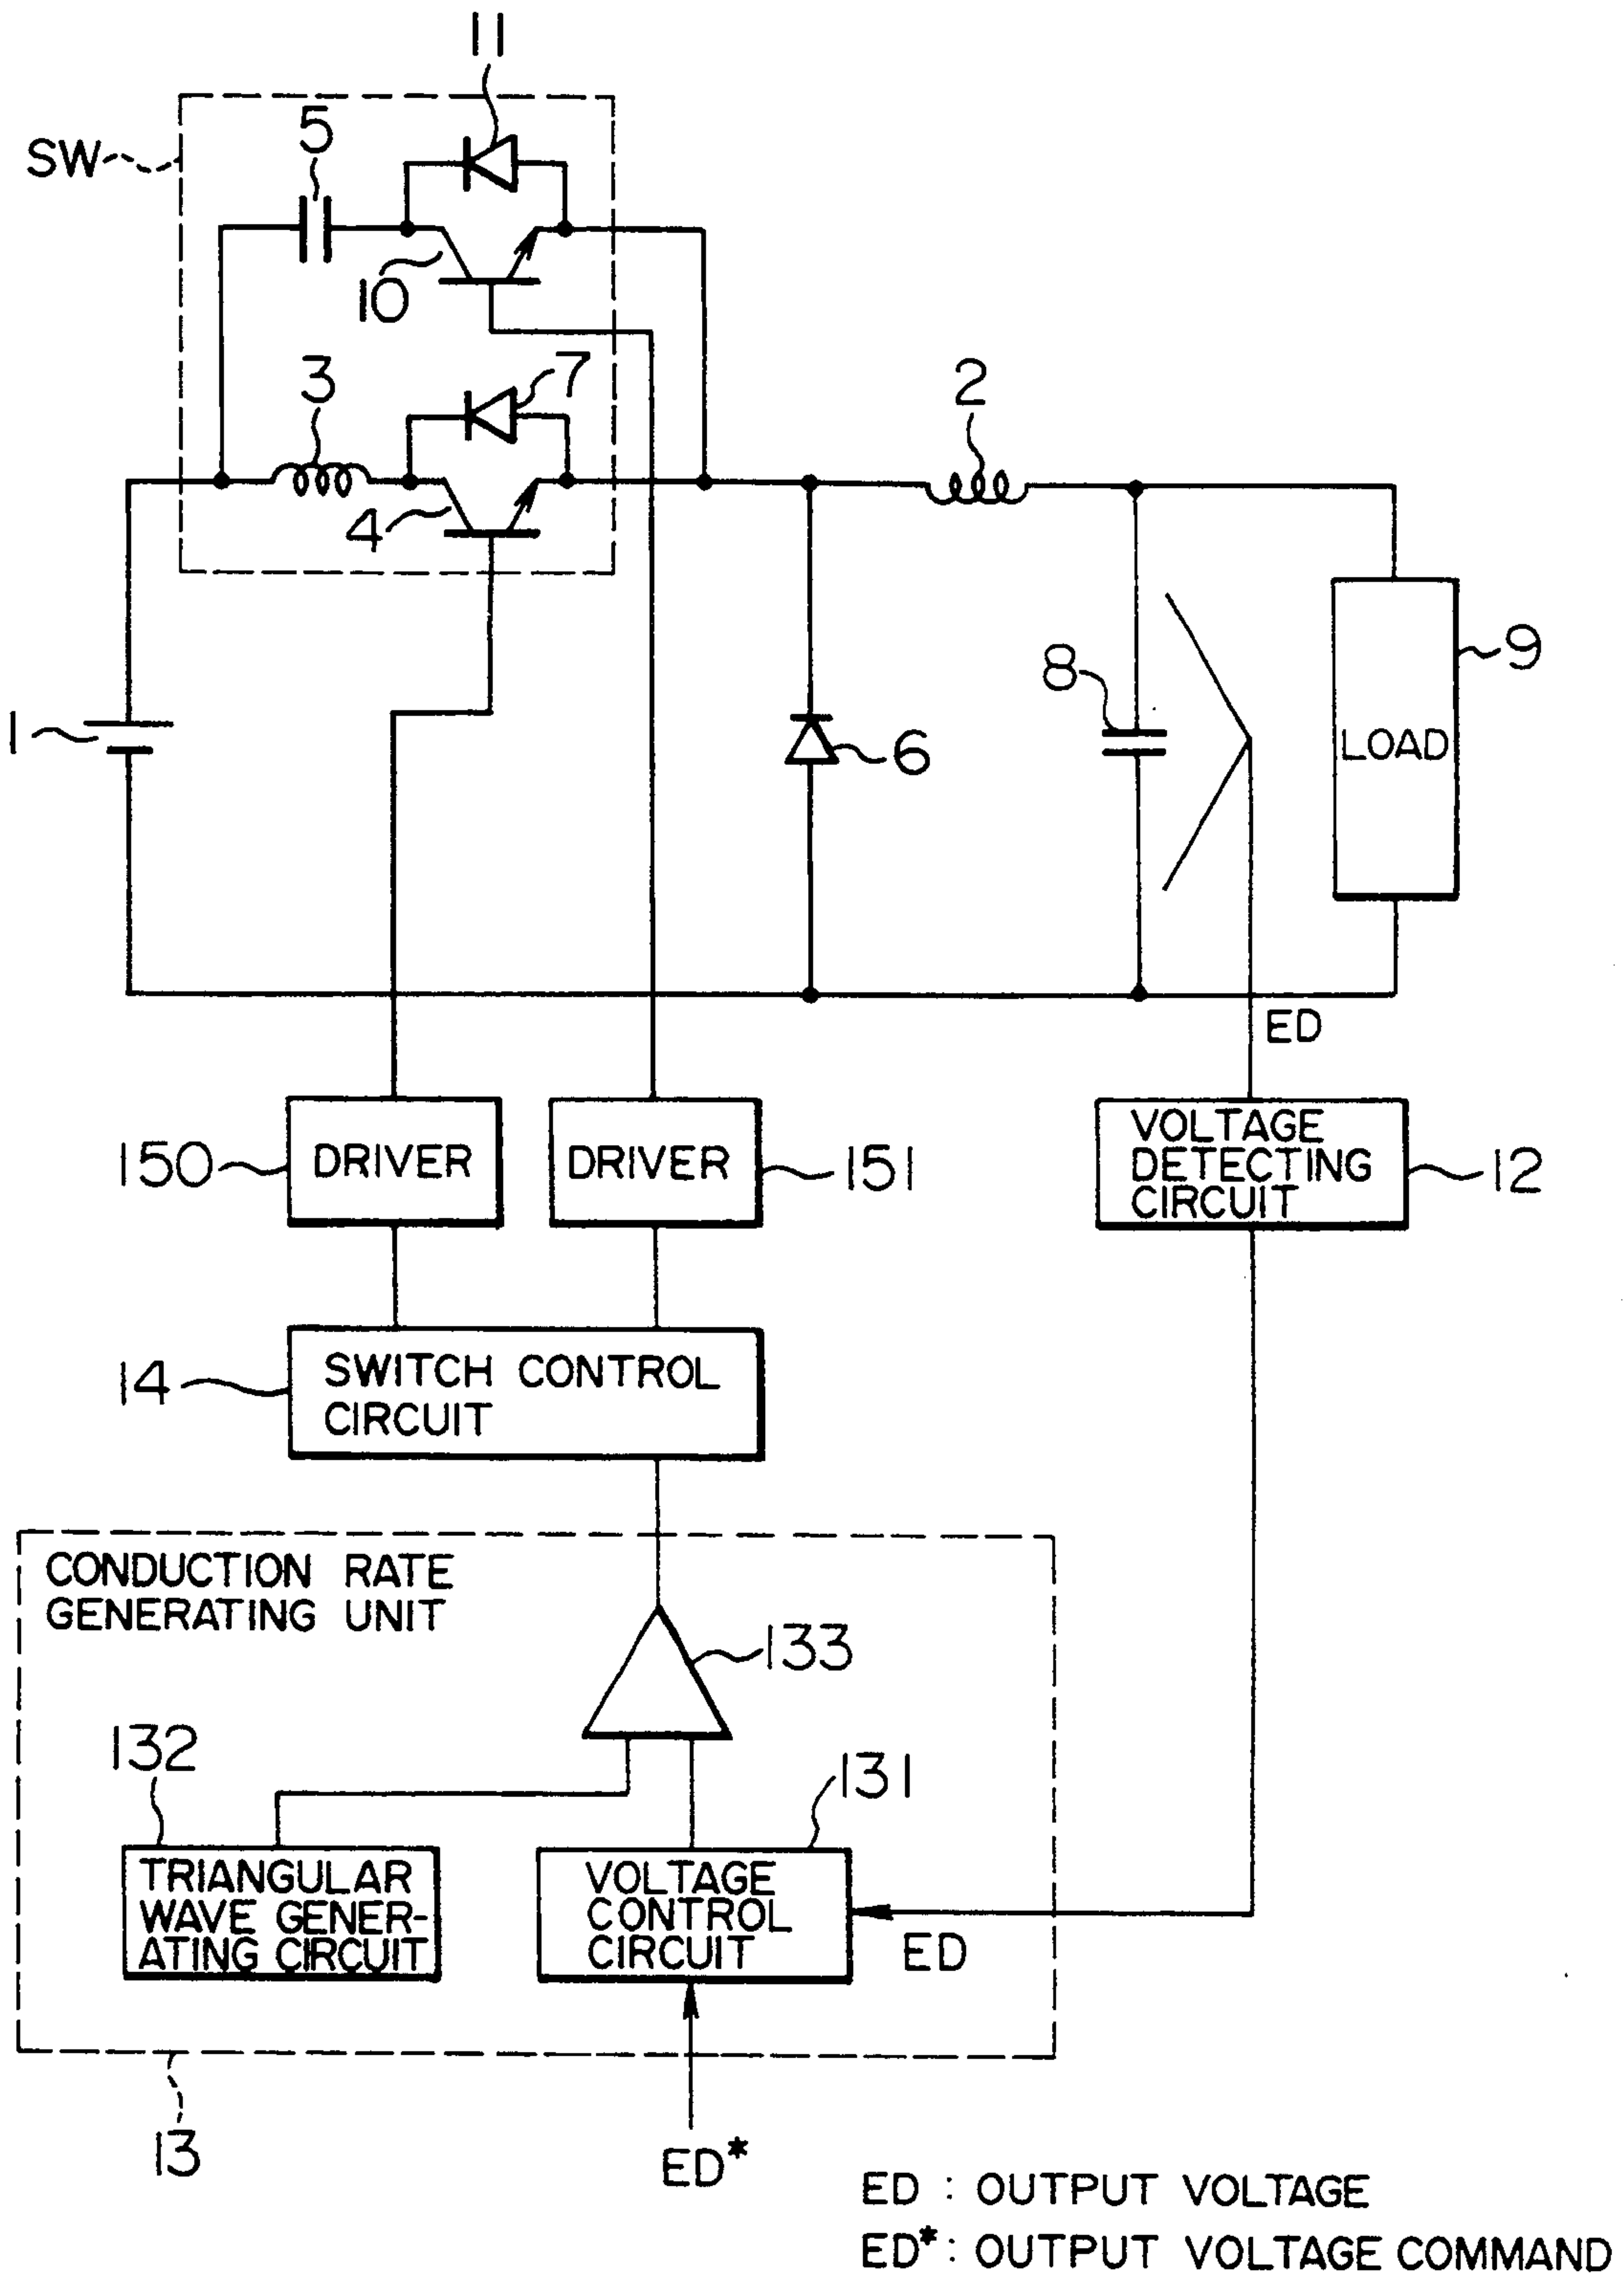 11
SW
5
10
3
7
2
4
1
8
9
LOAD
6
ED
150
DRIVER
DRIVER
151
VOLTAGE
DETECTING
CIRCUIT
12
14
SWITCH CONTROL
CIRCUIT
CONDUCTION RATE
GENERATING UNIT
133
132
131
TRIANGULAR
WAVE GENER-
ATING CIRCUIT
VOLTAGE
CONTROL
CIRCUIT
ED
13
ED*
ED : OUTPUT VOLTAGE
ED* : OUTPUT VOLTAGE COMMAND